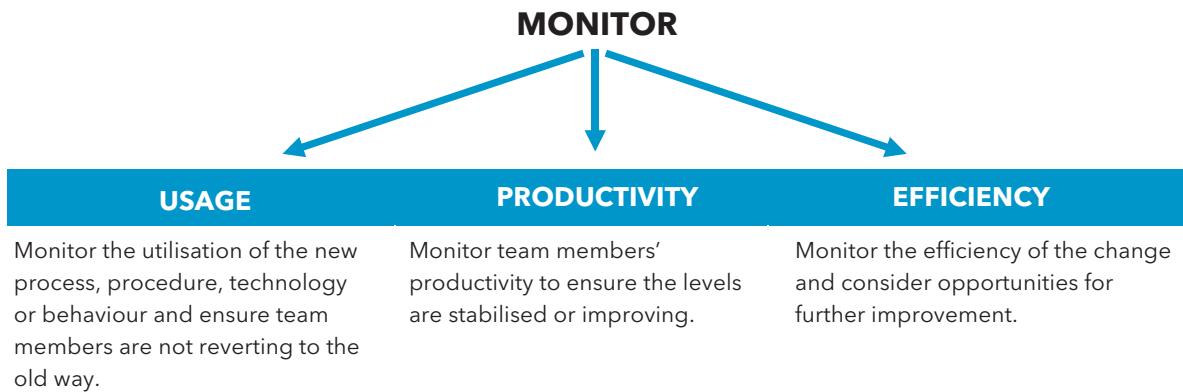 MONITOR
USAGE
PRODUCTIVITY
EFFICIENCY
Monitor the utilisation of the new
process, procedure, technology
or behaviour and ensure team
members are not reverting to the
old way.
Monitor team members’
productivity to ensure the levels
are stabilised or improving.
Monitor the efficiency of the change
and consider opportunities for
further improvement.